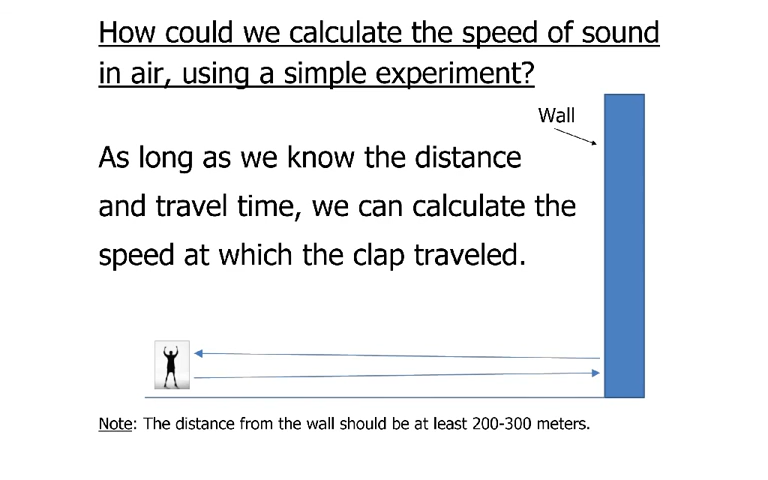 How could we calculate the speed of sound
in air, using a simple experiment?
Wall
As long as we know the distance
and travel time, we can calculate the
speed at which the clap traveled.
Note: The distance from the wall should be at least 200-300 meters.